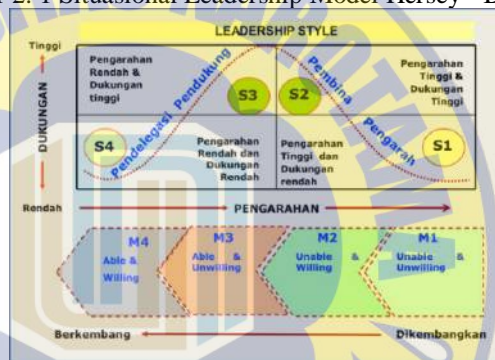 2. 1 Situasional Leadership Model Hersey
LEADERSHIP STYLE
Tinggi
DUKUNGAN
Rendah
Pengarahan
Rendah &
Dukungan
tinggi
S3
S2
Pengarahan
Tinggi &
Dukungan
Tinggi
Pendelegasi
Pendukung
Pembina
Pengarah
S4
Pengarahan
Rendah dan
Dukungan
Rendah
Pengarahan
Tinggi dan
Dukungan
rendah
S1
PENGARAHAN
M4
Able &
Willing
M3
Able &
Unwilling
M2
Unable &
Willing
M1
Unable &
Unwilling
Berkembang
Dikembangkan